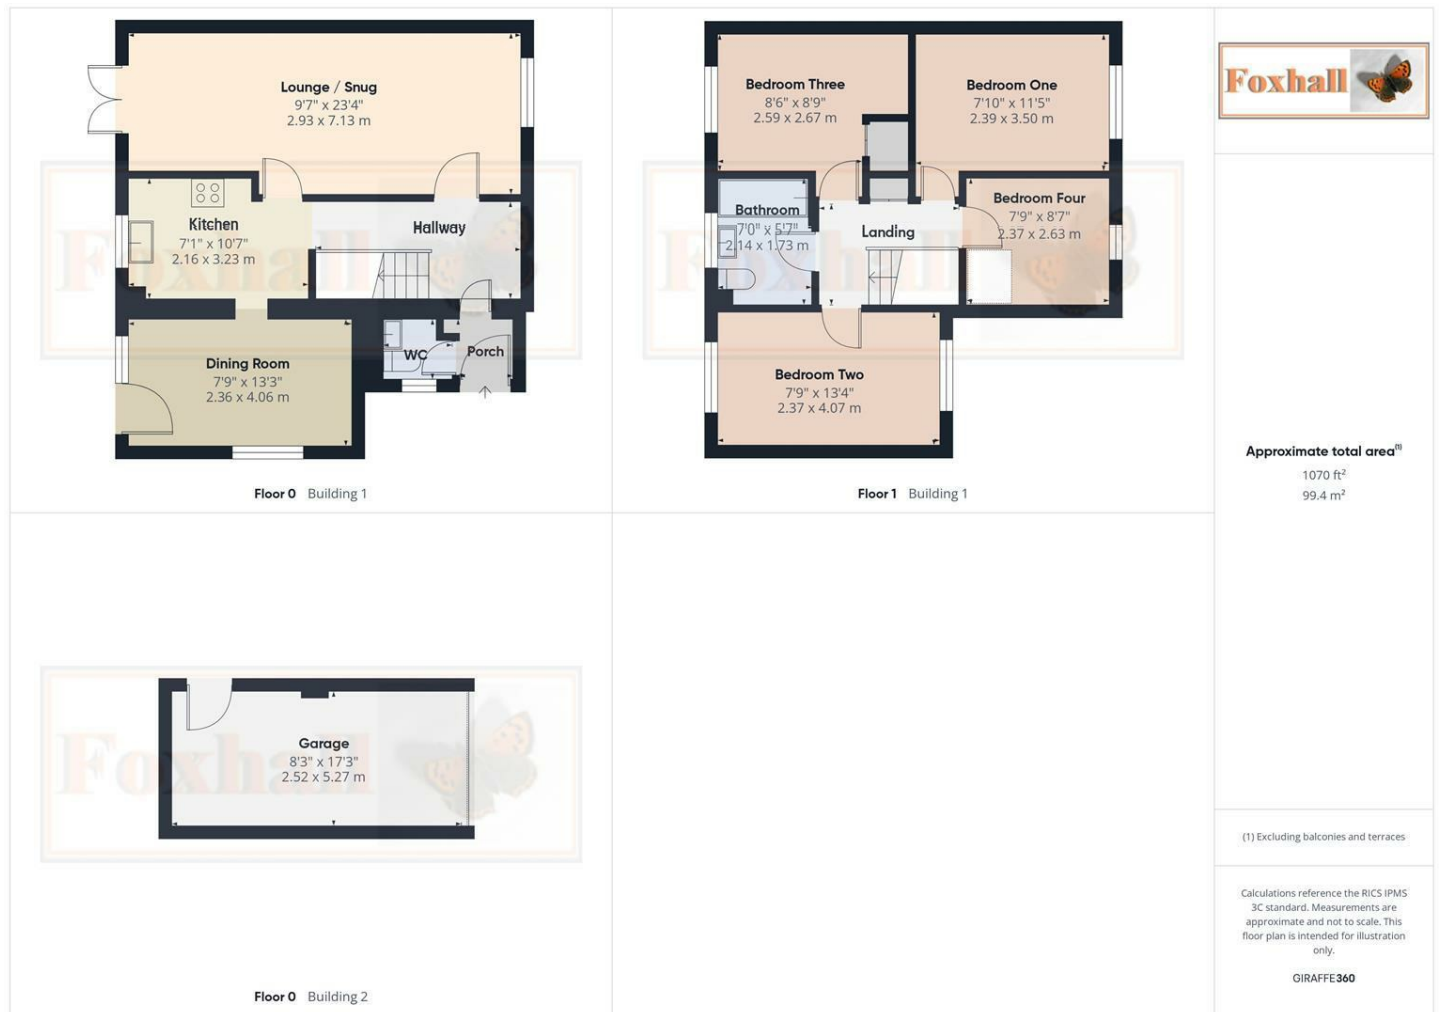 Lounge / Snug
9'7" x 23'4"
2.93 x 7.13 m
Kitchen
7'1" x 10'7"
2.16 x 3.23 m
Hallway
Dining Room
7'9" x 13'3"
2.36 x 4.06 m
WC
Porch
Floor 0 Building 1
Bedroom Three
8'6" x 8'9"
2.59 x 2.67 m
Bedroom One
7'10" x 11'5"
2.39 x 3.50 m
Bathroom
7'0" x 5'7"
2.14 x 1.73 m
Landing
Bedroom Four
7'9" x 8'7"
2.37 x 2.63 m
Bedroom Two
7'9" x 13'4"
2.37 x 4.07 m
Floor 1 Building 1
Foxhall
Foxhall
Garage
8'3" x 17'3"
2.52 x 5.27 m
Foxhall
Floor 0 Building 2
Foxhall
Approximate total area(1)
1070 ft²
99.4 m²
(1) Excluding balconies and terraces
Calculations reference the RICS IPMS
3C standard. Measurements are
approximate and not to scale. This
floor plan is intended for illustration
only.
GIRAFFE360